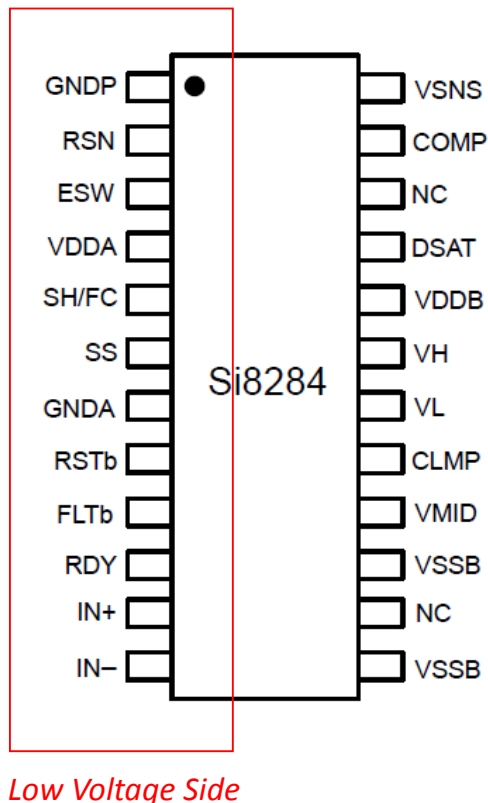 GNDP
RSN
ESW
VDDA
SH/FC
SS
GNDA
RSTb
FLTb
RDY
IN+
IN–
Si8284
VSNS
COMP
NC
DSAT
VDDB
VH
VL
CLMP
VMID
VSSB
NC
VSSB
Low Voltage Side